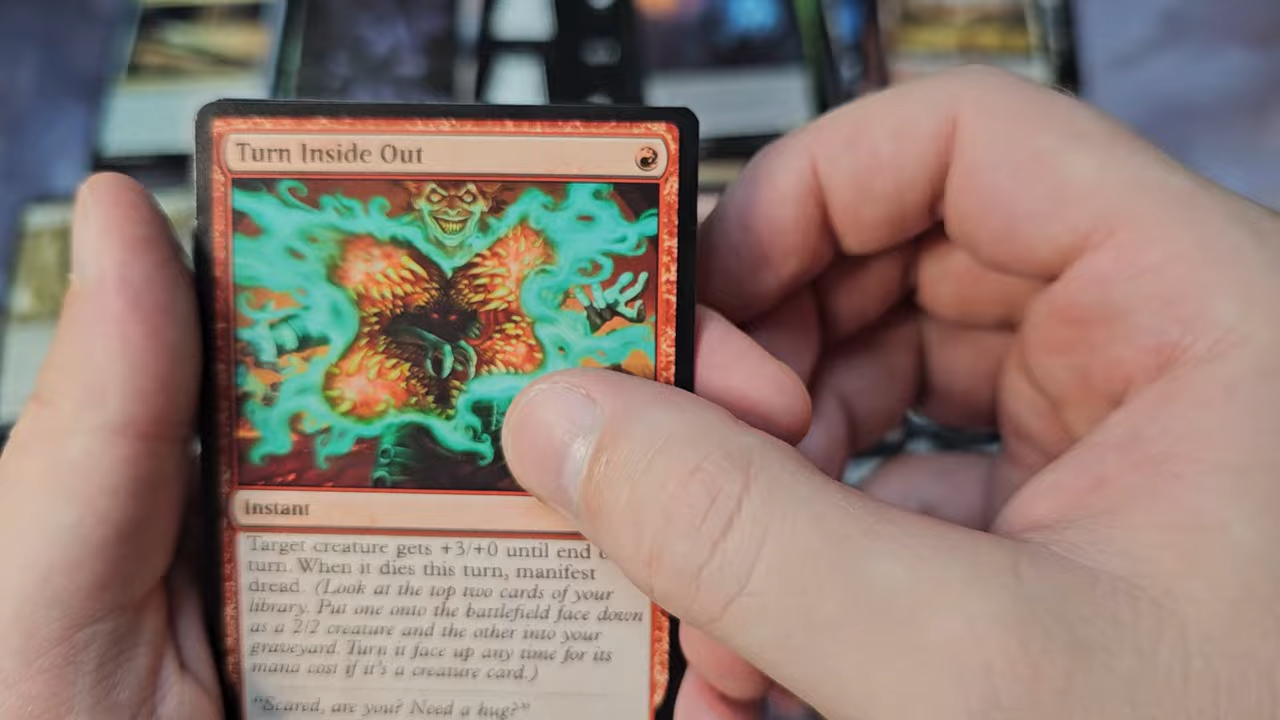 Turn Inside Out
Instant
Target creature gets +3/+0 until end
turn. When it dies this turn, manifest
dread. (Look at the top two cards of your
library. Put one onto the battlefield face down
as a 2/2 creature and the other into your
graveyard. Turn it face up any time for its
mana cost if it's a creature card.)
"Scared, are you? Need a hug?"